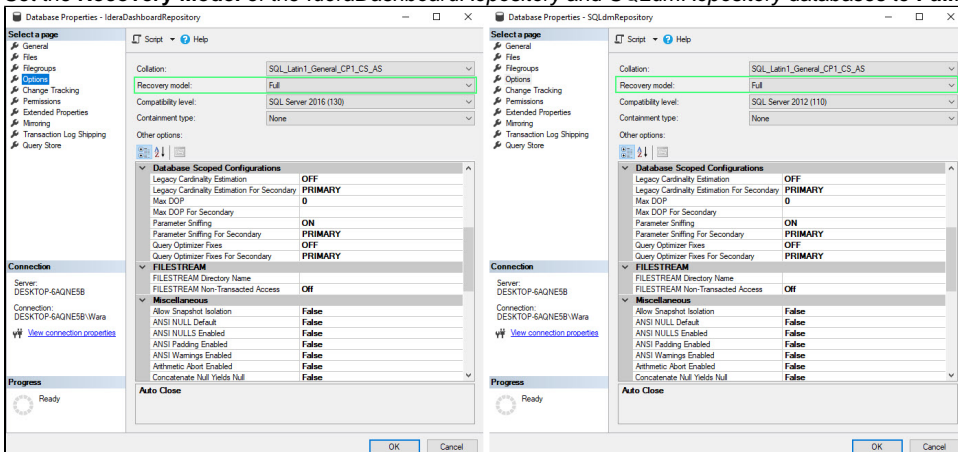 Set the Recovery Model of the IderaDashboardRepository and SQLdmRepository databases to Full.
Database Properties - IderaDashboardRepository
Select a page
General
Files
Filegroups
Options
Change Tracking
Permissions
Extended Properties
Mirroring
Transaction Log Shipping
Query Store
Script
Help
Collation: SQL_Latin1_General_CP1_CS_AS
Recovery model: Full
Compatibility level: SQL Server 2016 (130)
Containment type: None
Other options:
Database Scoped Configurations
Legacy Cardinality Estimation OFF
Legacy Cardinality Estimation For Secondary PRIMARY
Max DOP 0
Max DOP For Secondary
Parameter Sniffing ON
Parameter Sniffing For Secondary PRIMARY
Query Optimizer Fixes OFF
Query Optimizer Fixes For Secondary PRIMARY
FILESTREAM
FILESTREAM Directory Name
FILESTREAM Non-Transacted Access Off
Miscellaneous
Allow Snapshot Isolation False
ANSI NULL Default False
ANSI NULLS Enabled False
ANSI Padding Enabled False
ANSI Warnings Enabled False
Arithmetic Abort Enabled False
Concatenate Null Yields Null False
Auto Close
Connection
Server:
DESKTOP-6AQNE5B
Connection:
DESKTOP-6AQNE5B\Wara
View connection properties
Progress
Ready
OK
Cancel
Database Properties - SQLdmRepository
Select a page
General
Files
Filegroups
Options
Change Tracking
Permissions
Extended Properties
Mirroring
Transaction Log Shipping
Query Store
Script
Help
Collation: SQL_Latin1_General_CP1_CS_AS
Recovery model: Full
Compatibility level: SQL Server 2012 (110)
Containment type: None
Other options:
Database Scoped Configurations
Legacy Cardinality Estimation OFF
Legacy Cardinality Estimation For Secondary PRIMARY
Max DOP 0
Max DOP For Secondary
Parameter Sniffing ON
Parameter Sniffing For Secondary PRIMARY
Query Optimizer Fixes OFF
Query Optimizer Fixes For Secondary PRIMARY
FILESTREAM
FILESTREAM Directory Name
FILESTREAM Non-Transacted Access Off
Miscellaneous
Allow Snapshot Isolation False
ANSI NULL Default False
ANSI NULLS Enabled False
ANSI Padding Enabled False
ANSI Warnings Enabled False
Arithmetic Abort Enabled False
Concatenate Null Yields Null False
Auto Close
Connection
Server:
DESKTOP-6AQNE5B
Connection:
DESKTOP-6AQNE5B\Wara
View connection properties
Progress
Ready
OK
Cancel